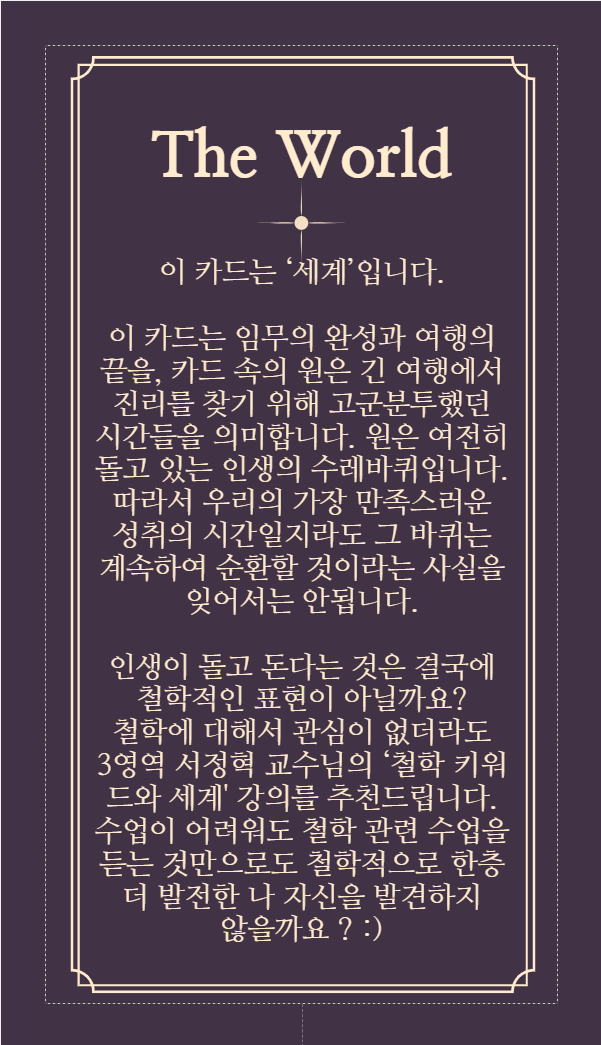 The World
이 카드는 ‘세계’입니다.
이 카드는 임무의 완성과 여행의
끝을, 카드 속의 원은 긴 여행에서
진리를 찾기 위해 고군분투했던
시간들을 의미합니다. 원은 여전히
돌고 있는 인생의 수레바퀴입니다.
따라서 우리의 가장 만족스러운
성취의 시간일지라도 그 바퀴는
계속하여 순환할 것이라는 사실을
잊어서는 안됩니다.
인생이 돌고 돈다는 것은 결국에
철학적인 표현이 아닐까요?
철학에 대해서 관심이 없더라도
3영역 서정혁 교수님의 ‘철학 키워
드와 세계' 강의를 추천드립니다.
수업이 어려워도 철학 관련 수업을
듣는 것만으로도 철학적으로 한층
더 발전한 나 자신을 발견하지
않을까요 ? :)